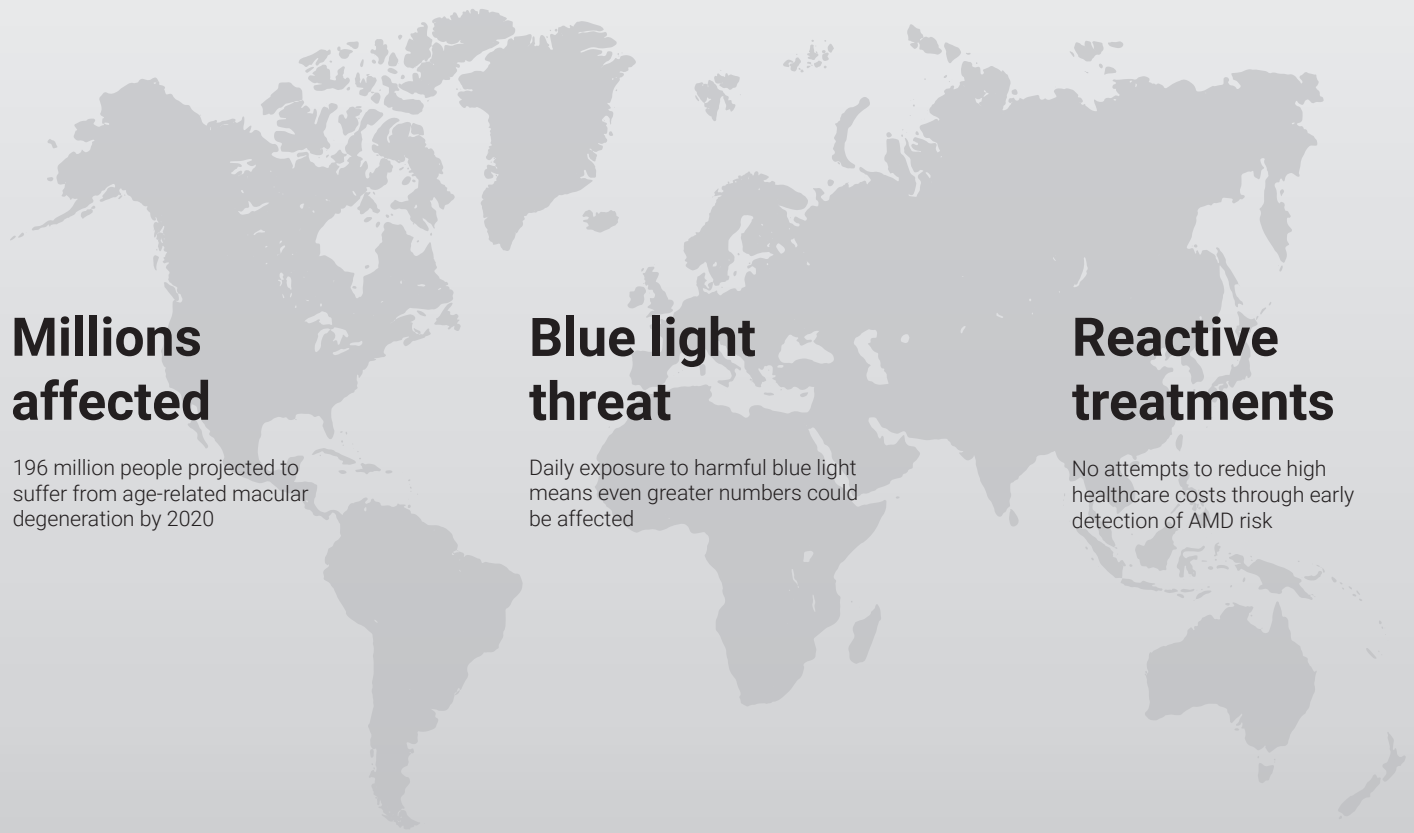 Millions
affected
196 million people projected to
suffer from age-related macular
degeneration by 2020
Blue light
threat
Daily exposure to harmful blue light
means even greater numbers could
be affected
Reactive
treatments
No attempts to reduce high
healthcare costs through early
detection of AMD risk